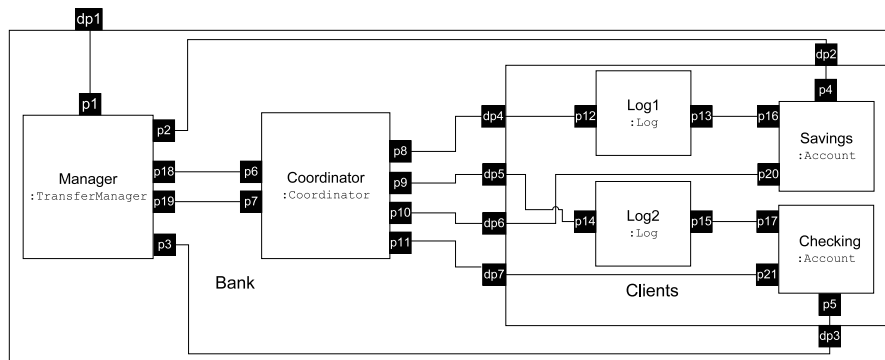 dp1
dp2
p1
p4
p2
p3
p18
p19
Manager
:TransferManager
p6
p7
Coordinator
:Coordinator
p8
p9
p10
p11
Bank
dp4
dp5
dp6
dp7
p12
Log1
:Log
p13
p16
Savings
:Account
p20
p14
Log2
:Log
p15
p17
Checking
:Account
p21
p5
Clients
dp3